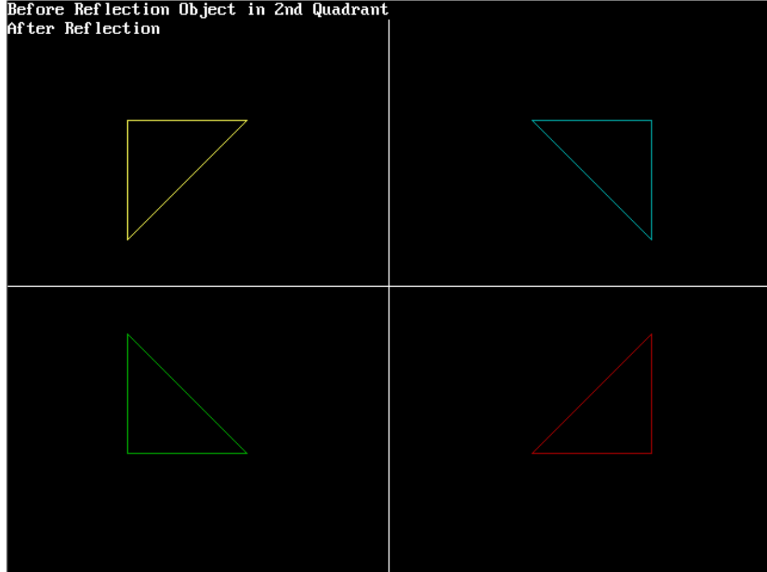 Before Reflection Object in 2nd Quadrant
After Reflection